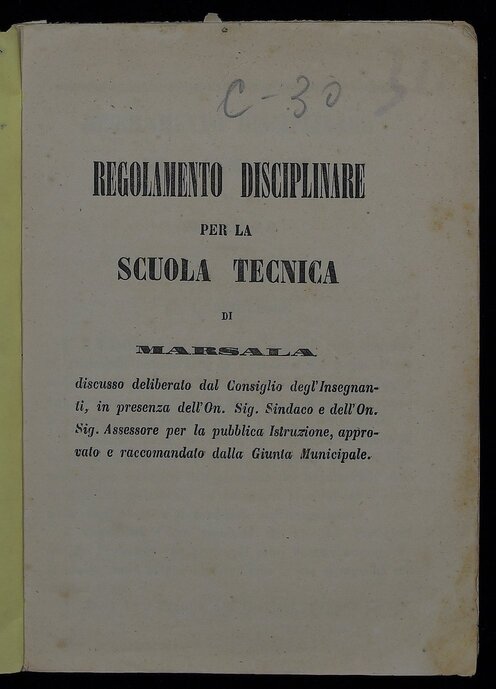 C-30
REGOLAMENTO DISCIPLINARE
PER LA
SCUOLA TECNICA
DI
MARSALA
discusso deliberato dal Consiglio degl'Insegnan-
ti, in presenza dell'On. Sig. Sindaco e dell'On.
Sig. Assessore per la pubblica Istruzione, appro-
vato e raccomandato dalla Giunta Municipale.